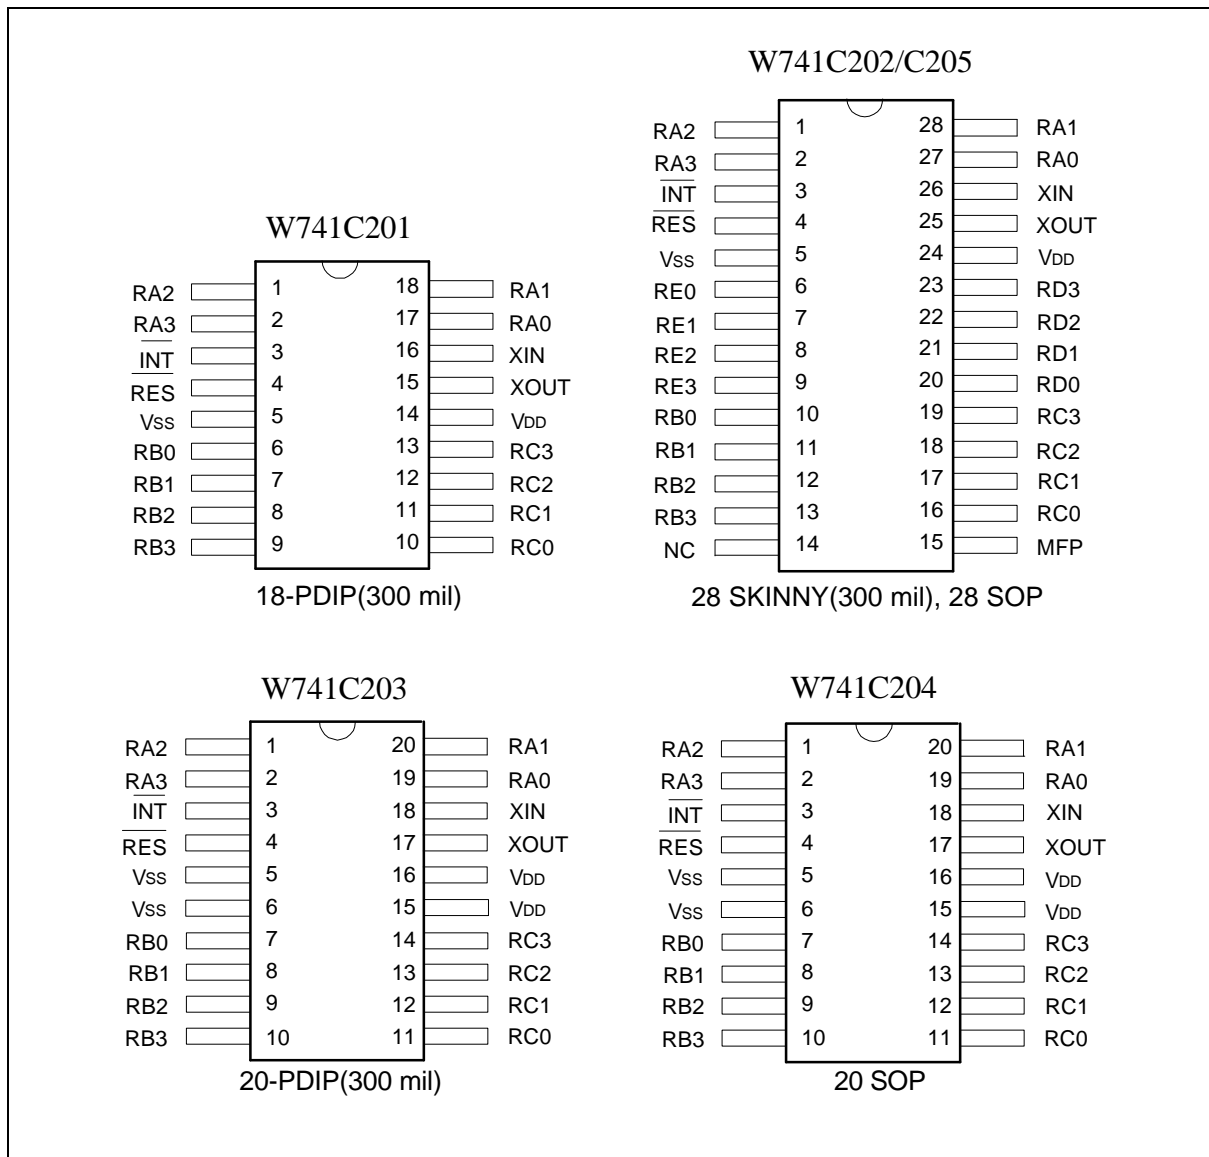 W741C202/C205
RA2 1 28 RA1
RA3 2 27 RA0
INT 3 26 XIN
RES 4 25 XOUT
VSS 5 24 VDD
RE0 6 23 RD3
RE1 7 22 RD2
RE2 8 21 RD1
RE3 9 20 RD0
RB0 10 19 RC3
RB1 11 18 RC2
RB2 12 17 RC1
RB3 13 16 RC0
NC 14 15 MFP
28 SKINNY(300 mil), 28 SOP
W741C201
RA2 1 18 RA1
RA3 2 17 RA0
INT 3 16 XIN
RES 4 15 XOUT
VSS 5 14 VDD
RB0 6 13 RC3
RB1 7 12 RC2
RB2 8 11 RC1
RB3 9 10 RC0
18-PDIP(300 mil)
W741C203
RA2 1 20 RA1
RA3 2 19 RA0
INT 3 18 XIN
RES 4 17 XOUT
VSS 5 16 VDD
VSS 6 15 VDD
RB0 7 14 RC3
RB1 8 13 RC2
RB2 9 12 RC1
RB3 10 11 RC0
20-PDIP(300 mil)
W741C204
RA2 1 20 RA1
RA3 2 19 RA0
INT 3 18 XIN
RES 4 17 XOUT
VSS 5 16 VDD
VSS 6 15 VDD
RB0 7 14 RC3
RB1 8 13 RC2
RB2 9 12 RC1
RB3 10 11 RC0
20 SOP